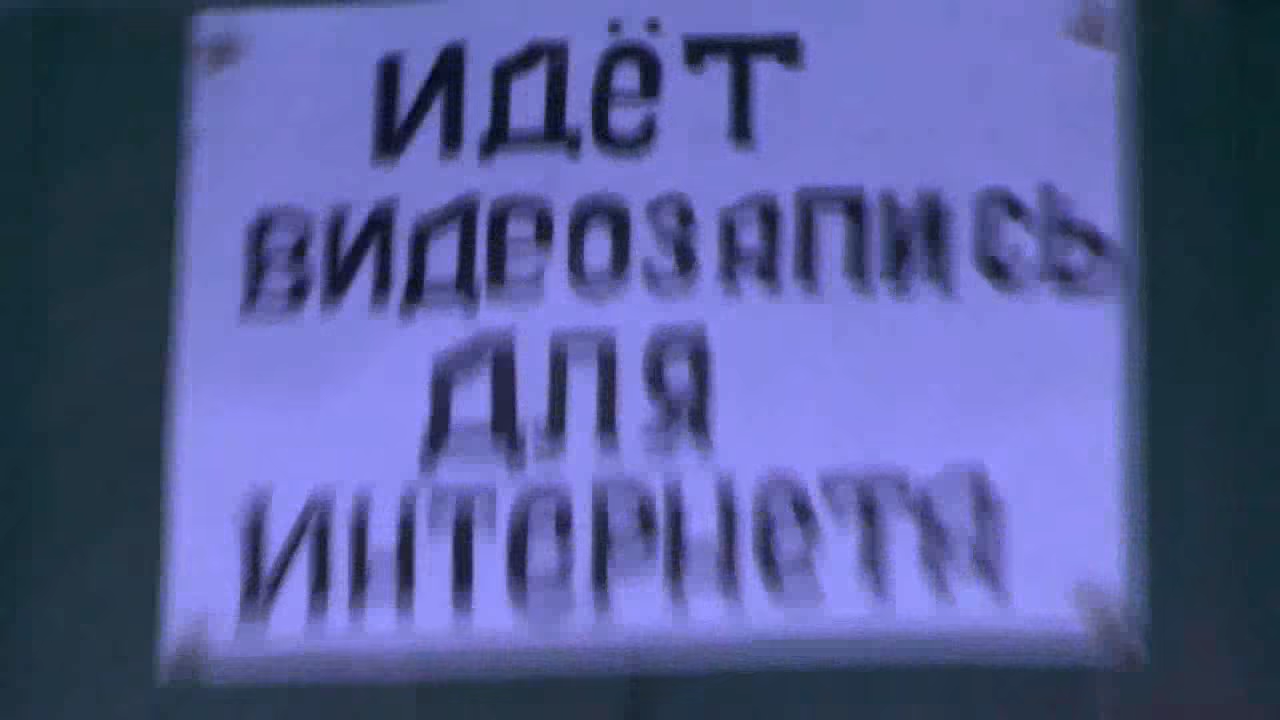 идёт
видеозапись
для
интернета